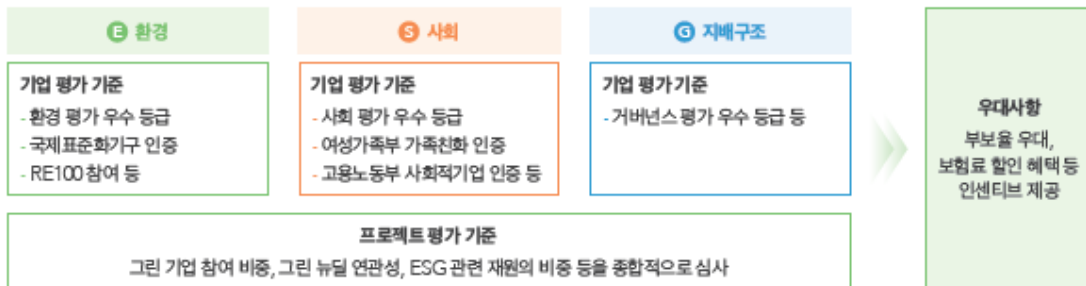 E 환경
기업 평가 기준
- 환경 평가 우수 등급
- 국제표준화기구 인증
- RE100 참여 등
S 사회
기업 평가 기준
- 사회 평가 우수 등급
- 여성가족부 가족친화 인증
- 고용노동부 사회적기업 인증 등
G 지배구조
기업 평가 기준
- 거버넌스 평가 우수 등급 등
프로젝트 평가 기준
그린 기업 참여 비중, 그린 뉴딜 연관성, ESG 관련 재원의 비중 등을 종합적으로 심사
우대사항
부보율 우대,
보험료 할인 혜택 등
인센티브 제공